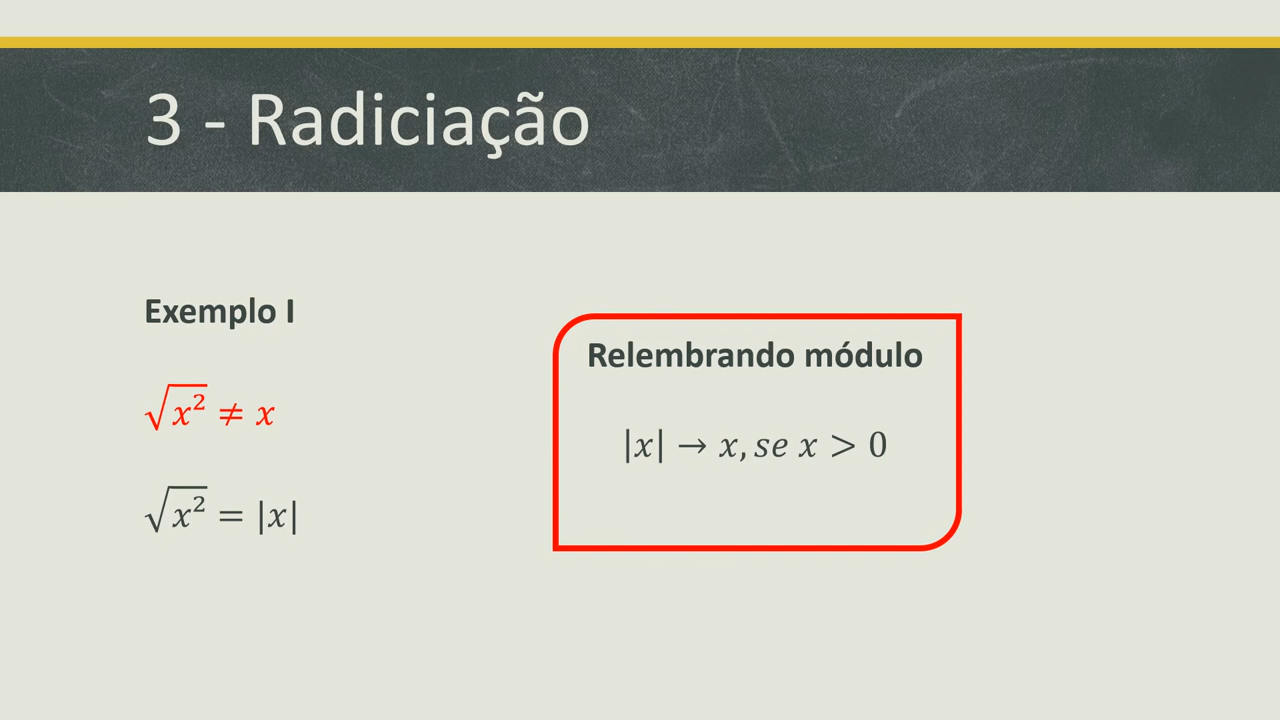 3 - Radiciação
Exemplo I
√x² ≠ x
√x² = |x|
Relembrando módulo
|x| → x, se x > 0